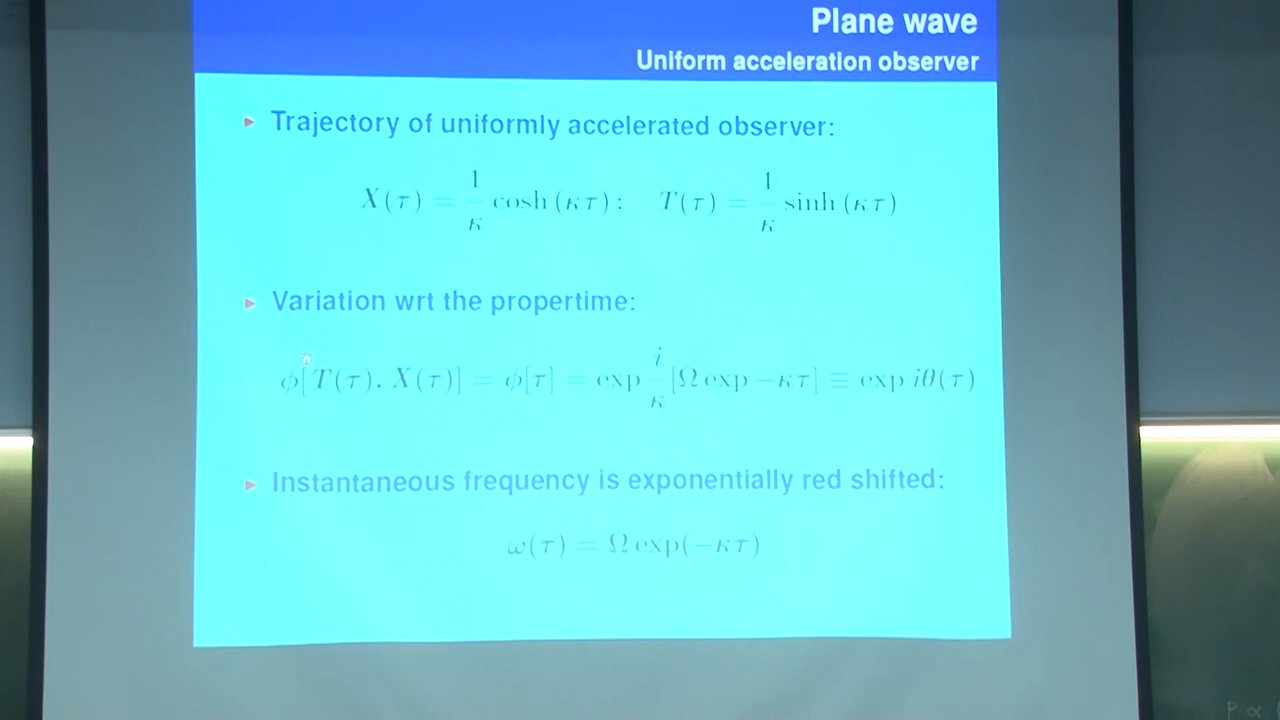 Plane wave
Uniform acceleration observer
Trajectory of uniformly accelerated observer:
X(τ) = 1/κ cosh (κτ) ; T(τ) = 1/κ sinh (κτ)
Variation wrt the propertime:
ϕ[T(τ), X(τ)] = ϕ[τ] = exp i/κ [Ω exp −κτ] ≡ exp iθ(τ)
Instantaneous frequency is exponentially red shifted:
ω(τ) = Ω exp(−κτ)
P ∝